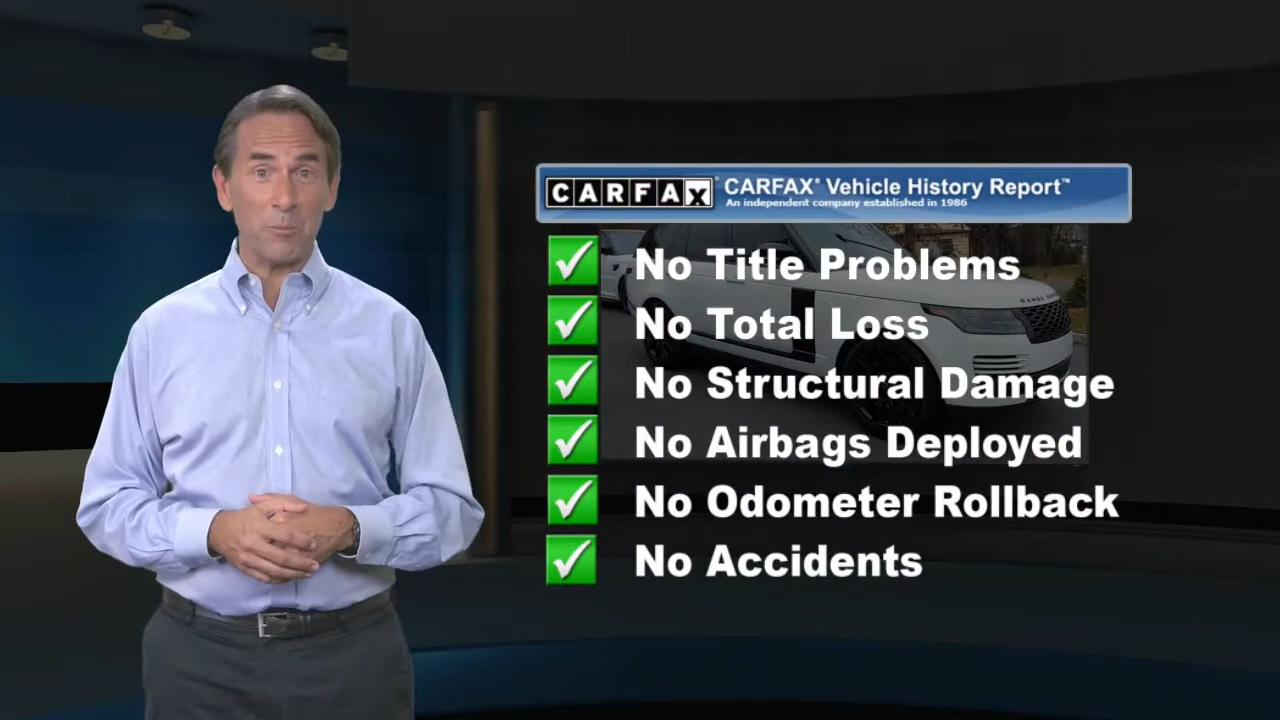 CARFAX® CARFAX® Vehicle History Report™
An independent company established in 1986
No Title Problems
No Total Loss
No Structural Damage
No Airbags Deployed
No Odometer Rollback
No Accidents